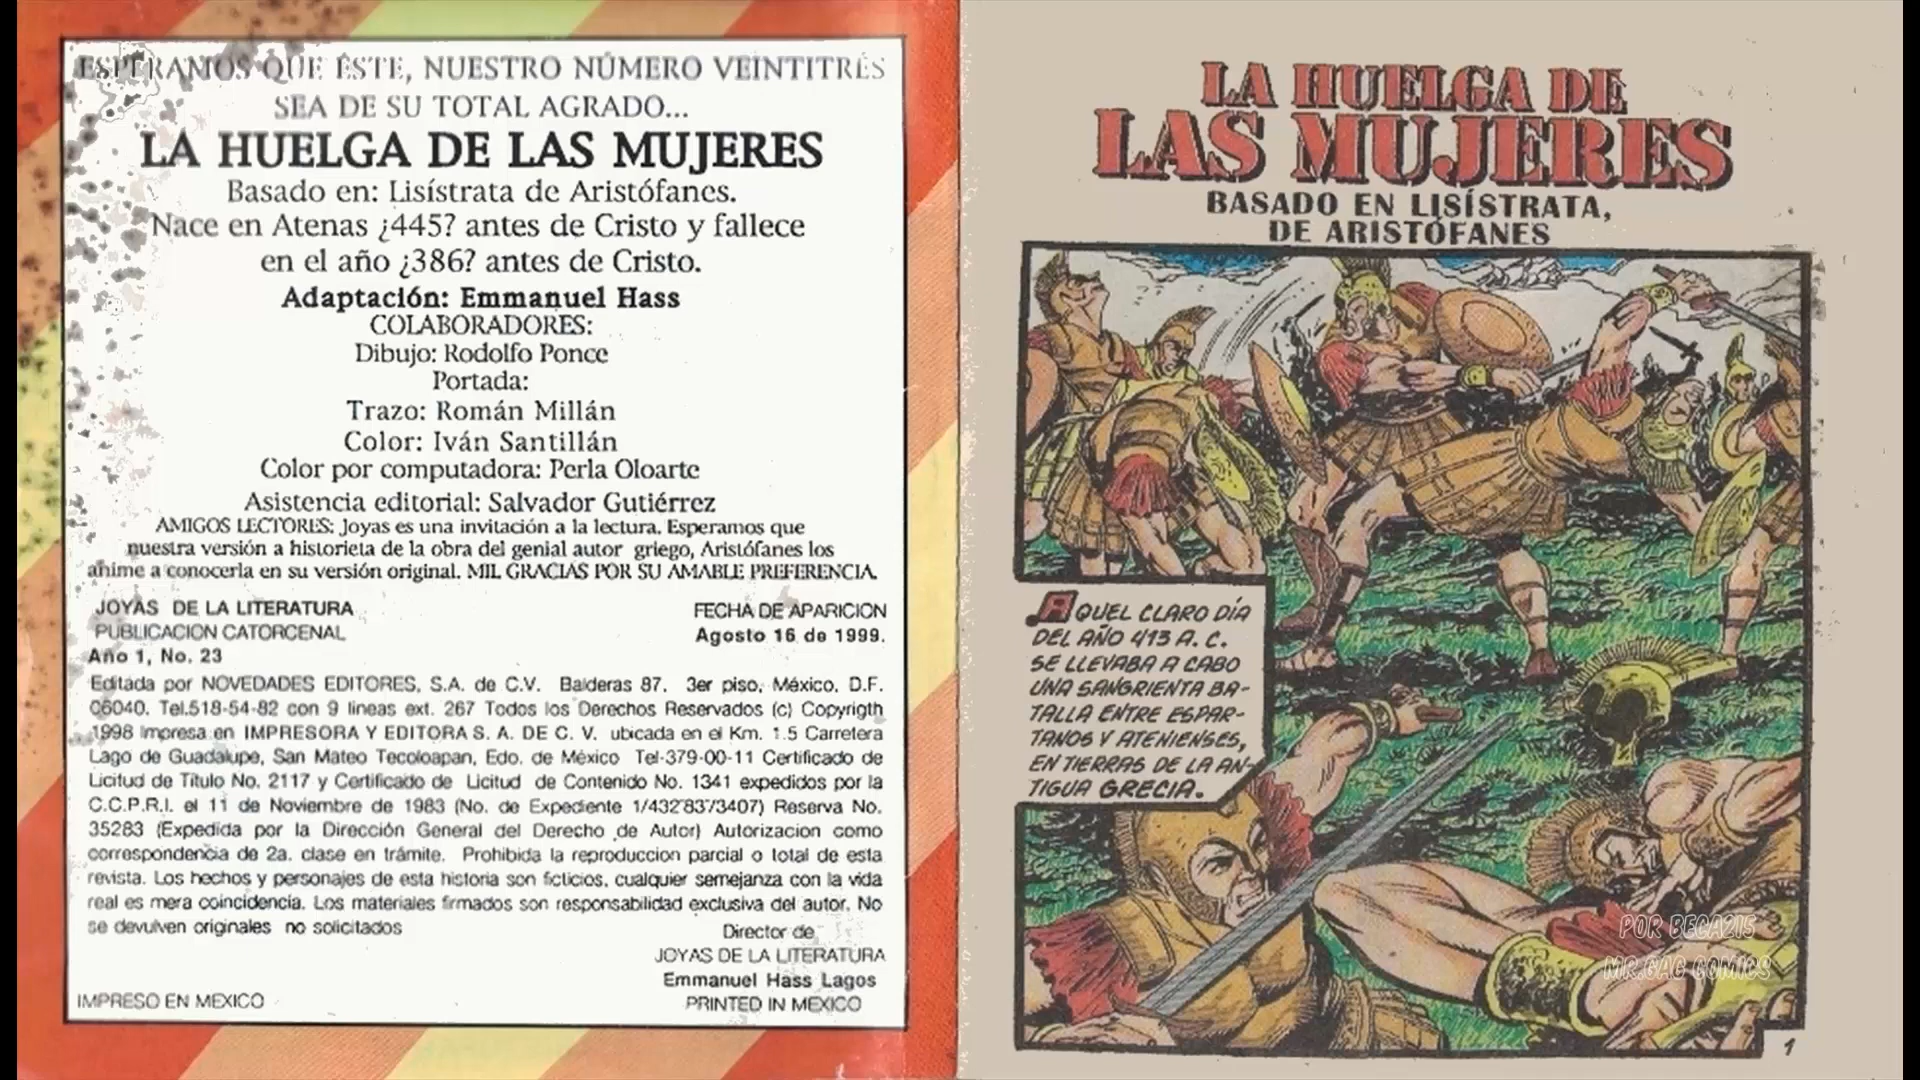 ESPERAMOS QUE ÉSTE, NUESTRO NÚMERO VEINTITRÉS
SEA DE SU TOTAL AGRADO...
LA HUELGA DE LAS MUJERES
Basado en: Lisístrata de Aristófanes.
Nace en Atenas ¿445? antes de Cristo y fallece
en el año ¿386? antes de Cristo.
Adaptación: Emmanuel Hass
COLABORADORES:
Dibujo: Rodolfo Ponce
Portada:
Trazo: Román Millán
Color: Iván Santillán
Color por computadora: Perla Oloarte
Asistencia editorial: Salvador Gutiérrez
AMIGOS LECTORES: Joyas es una invitación a la lectura. Esperamos que
nuestra versión a historieta de la obra del genial autor griego, Aristófanes los
anime a conocerla en su versión original. MIL GRACIAS POR SU AMABLE PREFERENCIA.
JOYAS DE LA LITERATURA
PUBLICACION CATORCENAL
Año 1, No. 23
FECHA DE APARICION
Agosto 16 de 1999.
Editada por NOVEDADES EDITORES, S.A. de C.V. Balderas 87, 3er piso, México, D.F.
06040. Tel.518-54-82 con 9 lineas ext. 267 Todos los Derechos Reservados (c) Copyrigth
1998 Impresa en IMPRESORA Y EDITORA S. A. DE C. V. ubicada en el Km. 1.5 Carretera
Lago de Guadalupe, San Mateo Tecoloapan, Edo. de México Tel-379-00-11 Certificado de
Licitud de Título No. 2117 y Certificado de Licitud de Contenido No. 1341 expedidos por la
C.C.P.R.I. el 11 de Noviembre de 1983 (No. de Expediente 1/432"83"/3407) Reserva No.
35283 (Expedida por la Dirección General del Derecho de Autor) Autorizacion como
correspondencia de 2a. clase en trámite. Prohibida la reproduccion parcial o total de esta
revista. Los hechos y personajes de esta historia son ficticios, cualquier semejanza con la vida
real es mera coincidencia. Los materiales firmados son responsabilidad exclusiva del autor. No
se devulven originales no solicitados
Director de
JOYAS DE LA LITERATURA
Emmanuel Hass Lagos
IMPRESO EN MEXICO
PRINTED IN MEXICO
LA HUELGA DE
LAS MUJERES
BASADO EN LISÍSTRATA,
DE ARISTÓFANES
AQUEL CLARO DÍA
DEL AÑO 413 A. C.
SE LLEVABA A CABO
UNA SANGRIENTA BA-
TALLA ENTRE ESPAR-
TANOS Y ATENIENSES,
EN TIERRAS DE LA AN-
TIGUA GRECIA.
POR BECA215
MR.GAG COMICS
1